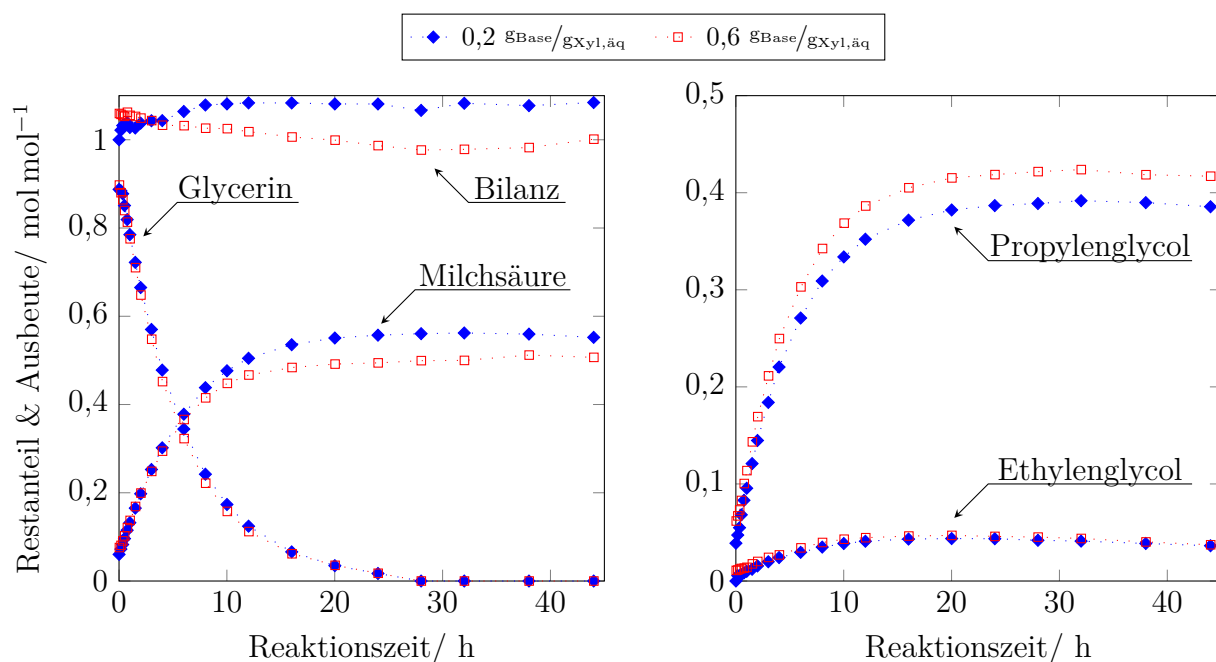 0,2 gBase/gXyl,äq 0,6 gBase/gXyl,äq
Restanteil & Ausbeute/ mol mol−1
1
0,8
0,6
0,4
0,2
0
Glycerin
Bilanz
Milchsäure
0 10 20 30 40
Reaktionszeit/ h
0,5
0,4
0,3
0,2
0,1
0
Propylenglycol
Ethylenglycol
0 10 20 30 40
Reaktionszeit/ h